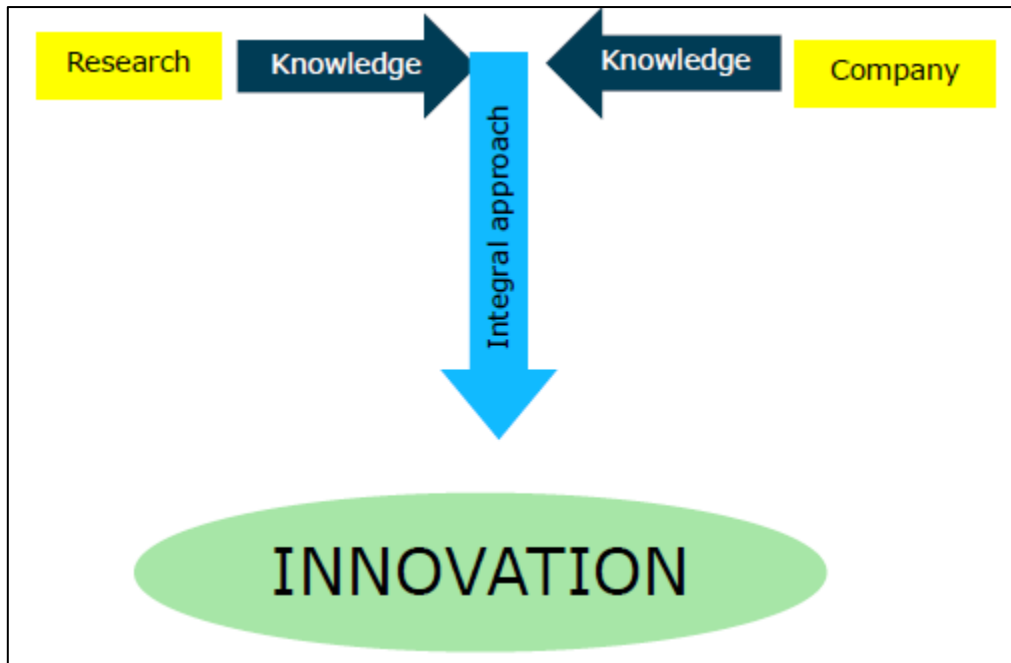 Research
Knowledge
Knowledge
Company
Integral approach
INNOVATION